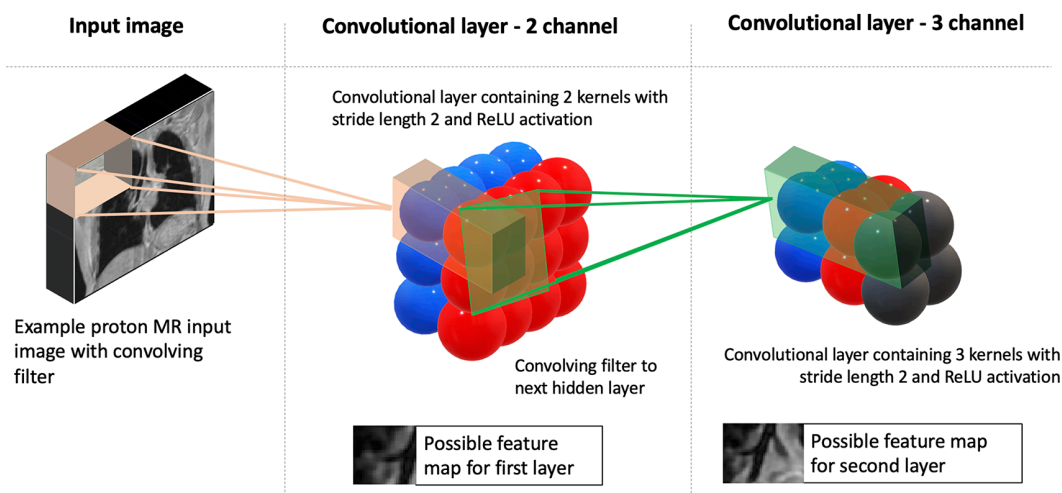 Input image
Convolutional layer - 2 channel
Convolutional layer - 3 channel
Convolutional layer containing 2 kernels with
stride length 2 and ReLU activation
Example proton MR input
image with convolving
filter
Convolving filter to
next hidden layer
Convolutional layer containing 3 kernels with
stride length 2 and ReLU activation
Possible feature
map for first layer
Possible feature map
for second layer